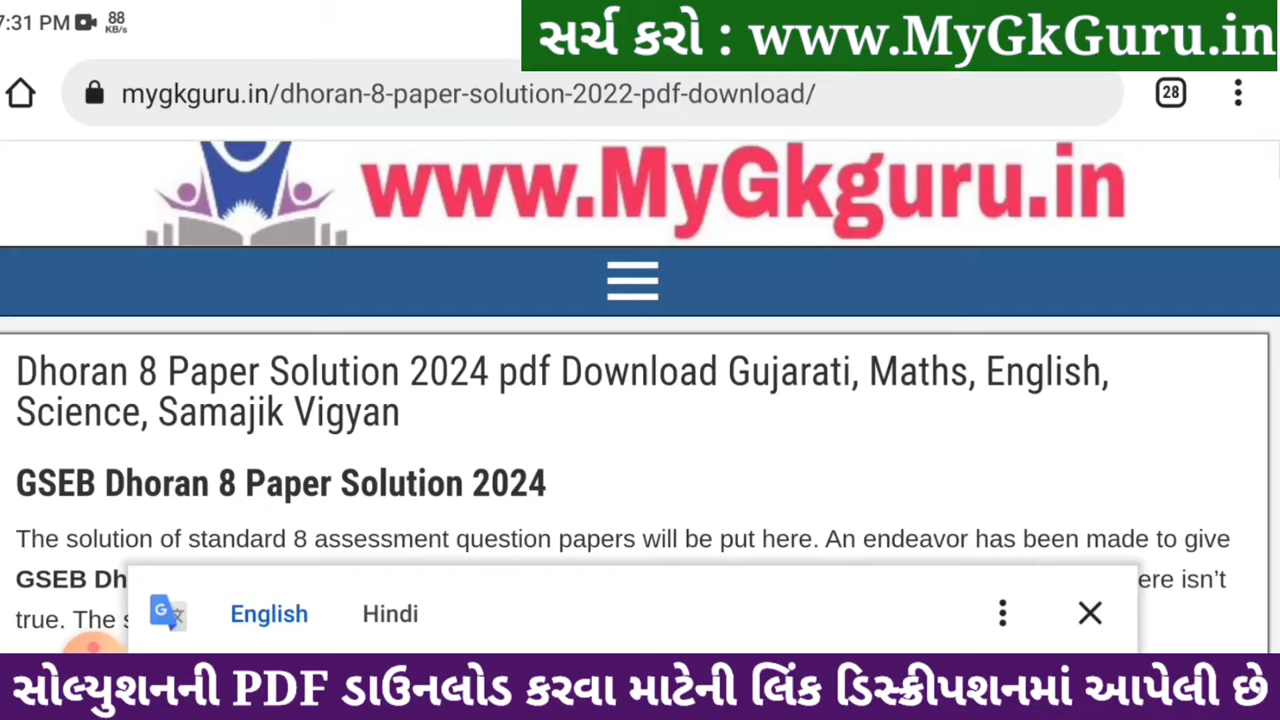 7:31 PM 88 KB/s
સર્ચ કરો : www.MyGkGuru.in
mygkguru.in/dhoran-8-paper-solution-2022-pdf-download/
28
www.MyGkguru.in
Dhoran 8 Paper Solution 2024 pdf Download Gujarati, Maths, English,
Science, Samajik Vigyan
GSEB Dhoran 8 Paper Solution 2024
The solution of standard 8 assessment question papers will be put here. An endeavor has been made to give
GSEB Dh ere isn't
true. The s
English Hindi
સોલ્યુશનની PDF ડાઉનલોડ કરવા માટેની લિંક ડિસ્ક્રીપશનમાં આપેલી છે